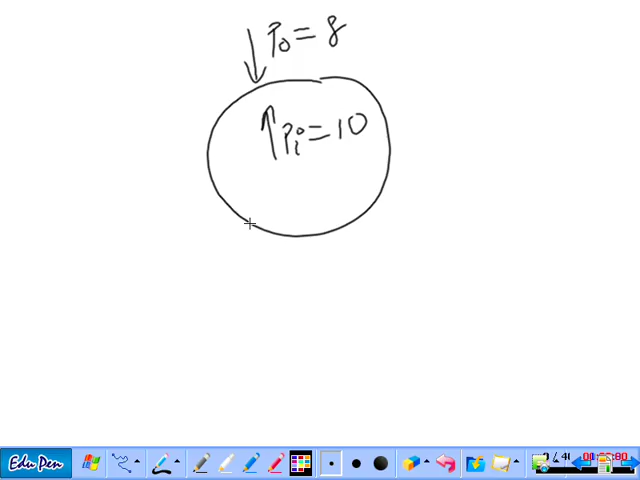 P₀ = 8
Pᵢ = 10
Edu Pen